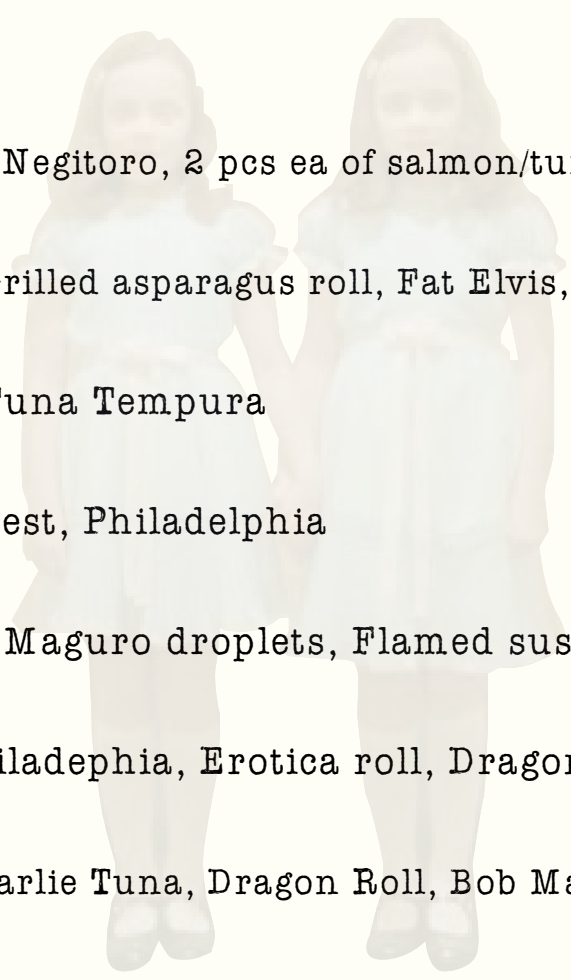 Negitoro, 2 pcs ea of salmon/tu
rilled asparagus roll, Fat Elvis,
una Tempura
est, Philadelphia
Maguro droplets, Flamed sus
iladephia, Erotica roll, Drago
arlie Tuna, Dragon Roll, Bob Ma